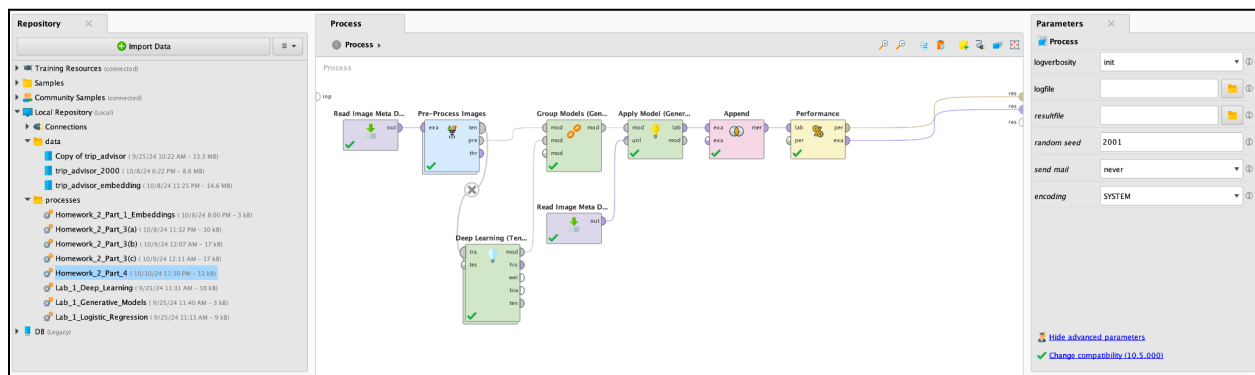 Repository
Import Data
Training Resources (connected)
Samples
Community Samples (connected)
Local Repository (Local)
Connections
data
Copy of trip_advisor (9/25/24 10:22 AM – 13.3 MB)
trip_advisor_2000 (10/8/24 6:22 PM – 8.6 MB)
trip_advisor_embedding (10/8/24 11:25 PM – 14.6 MB)
processes
Homework_2_Part_1_Embeddings (10/8/24 8:00 PM – 3 kB)
Homework_2_Part_3(a) (10/8/24 11:32 PM – 10 kB)
Homework_2_Part_3(b) (10/9/24 12:07 AM – 17 kB)
Homework_2_Part_3(c) (10/9/24 12:11 AM – 17 kB)
Homework_2_Part_4 (10/10/24 11:30 PM – 12 kB)
Lab_1_Deep_Learning (9/25/24 11:31 AM – 10 kB)
Lab_1_Generative_Models (9/25/24 11:40 AM – 3 kB)
Lab_1_Logistic_Regression (9/25/24 11:13 AM – 9 kB)
DB (Legacy)
Process
Process
Process
inp
res
res
res
Read Image Meta D...
out
Pre-Process Images
exa ten
pre
thr
Group Models (Gen...
mod mod
mod
mod
Apply Model (Gener...
mod lab
unl mod
Append
exa mer
exa
Performance
lab per
per exa
Read Image Meta D...
out
Deep Learning (Ten...
tra mod
tes his
wei
bia
ten
Parameters
Process
logverbosity init
logfile
resultfile
random seed 2001
send mail never
encoding SYSTEM
Hide advanced parameters
Change compatibility (10.5.000)